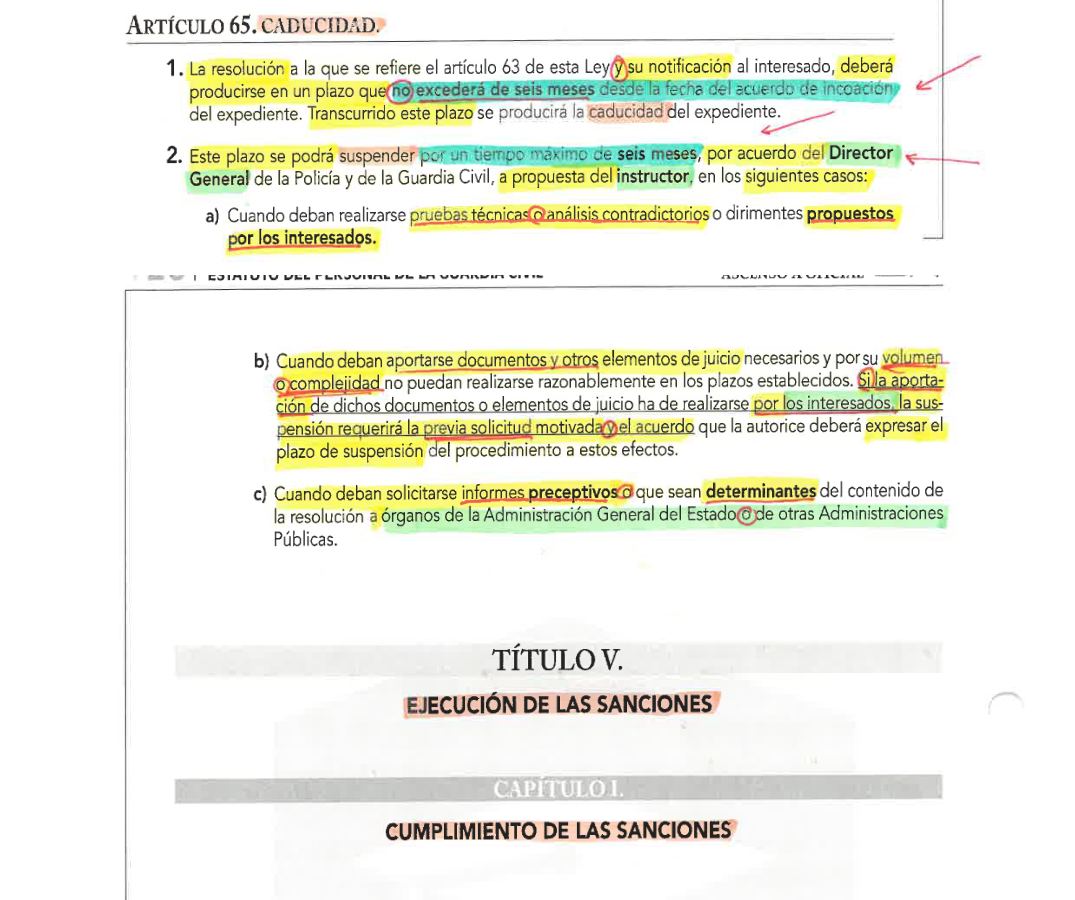 ARTÍCULO 65. CADUCIDAD.
1. La resolución a la que se refiere el artículo 63 de esta Ley y su notificación al interesado, deberá
producirse en un plazo que no excederá de seis meses desde la fecha del acuerdo de incoación
del expediente. Transcurrido este plazo se producirá la caducidad del expediente.
2. Este plazo se podrá suspender por un tiempo máximo de seis meses, por acuerdo del Director
General de la Policía y de la Guardia Civil, a propuesta del instructor, en los siguientes casos:
a) Cuando deban realizarse pruebas técnicas o análisis contradictorios o dirimentes propuestos
por los interesados.
ESTATUTO DEL PERSONAL DE LA GUARDIA CIVIL ASCENSO A OFICIAL
b) Cuando deban aportarse documentos y otros elementos de juicio necesarios y por su volumen
o complejidad no puedan realizarse razonablemente en los plazos establecidos. Si la aporta-
ción de dichos documentos o elementos de juicio ha de realizarse por los interesados, la sus-
pensión requerirá la previa solicitud motivada y el acuerdo que la autorice deberá expresar el
plazo de suspensión del procedimiento a estos efectos.
c) Cuando deban solicitarse informes preceptivos o que sean determinantes del contenido de
la resolución a órganos de la Administración General del Estado o de otras Administraciones
Públicas.
TÍTULO V.
EJECUCIÓN DE LAS SANCIONES
CAPÍTULO I.
CUMPLIMIENTO DE LAS SANCIONES